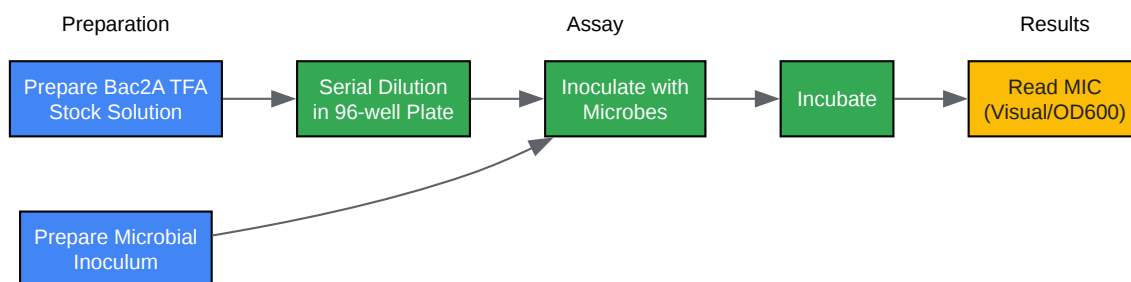 Preparation
Assay
Results
Prepare Bac2A TFA
Stock Solution
Serial Dilution
in 96-well Plate
Inoculate with
Microbes
Incubate
Read MIC
(Visual/OD600)
Prepare Microbial
Inoculum